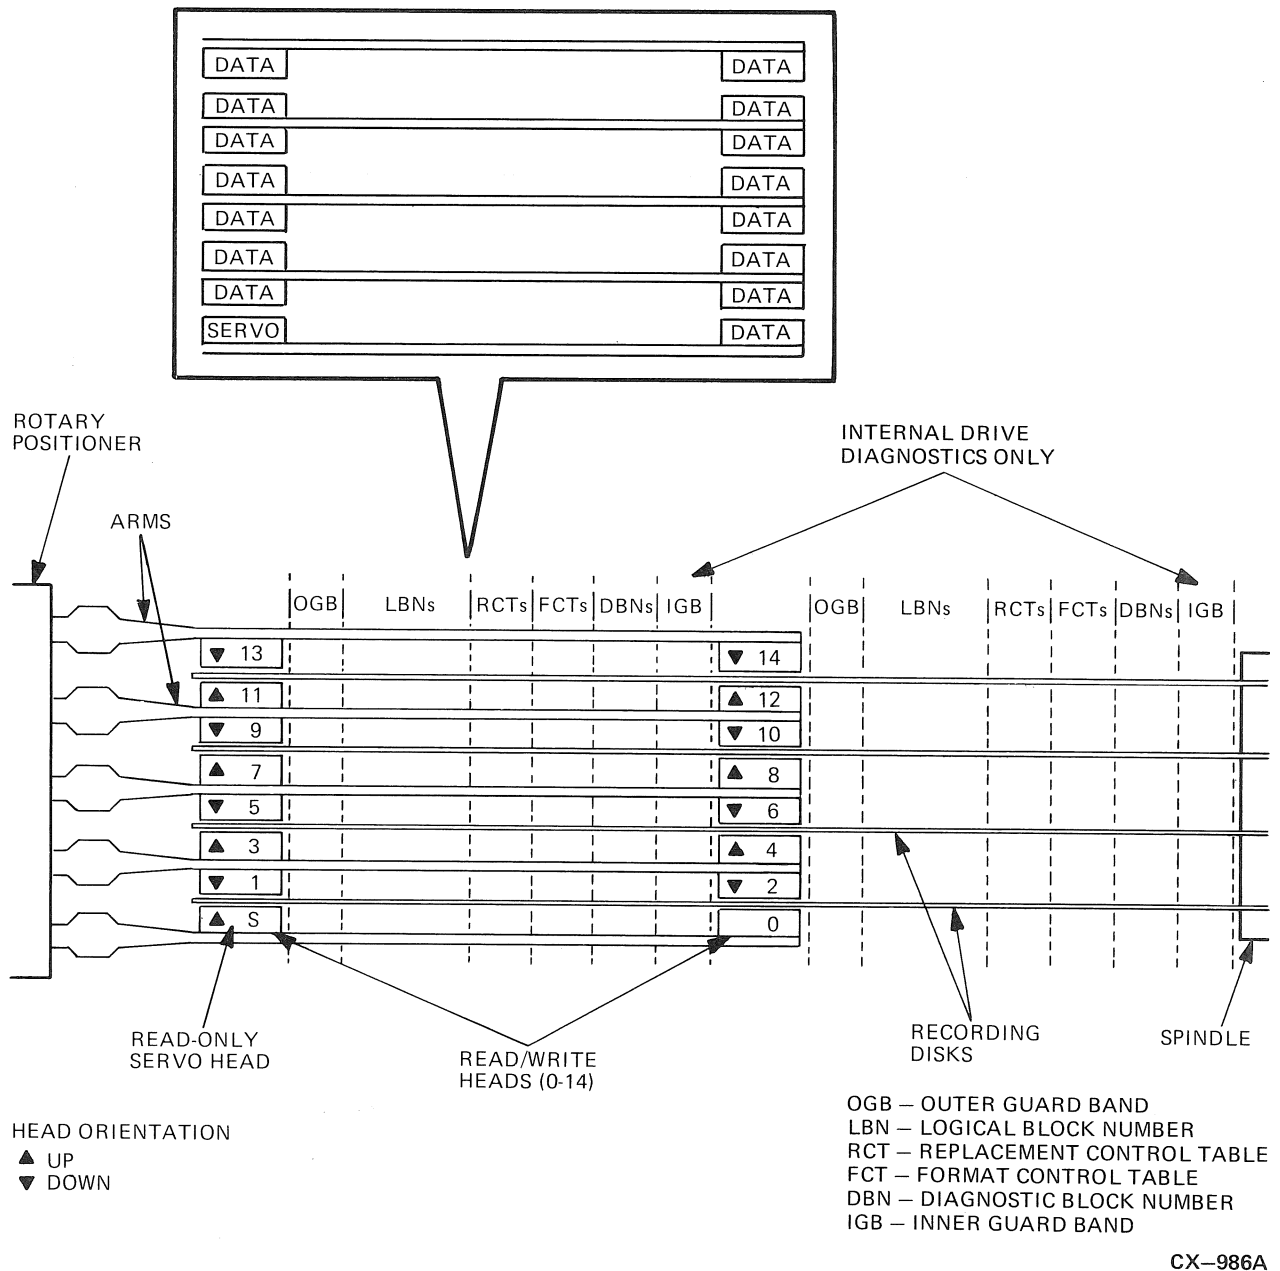 DATA DATA
DATA DATA
DATA DATA
DATA DATA
DATA DATA
DATA DATA
DATA DATA
SERVO DATA
ROTARY
POSITIONER
INTERNAL DRIVE
DIAGNOSTICS ONLY
ARMS
OGB LBNs RCTs FCTs DBNs IGB OGB LBNs RCTs FCTs DBNs IGB
▼ 13 ▼ 14
▲ 11 ▲ 12
▼ 9 ▼ 10
▲ 7 ▲ 8
▼ 5 ▼ 6
▲ 3 ▲ 4
▼ 1 ▼ 2
▲ S 0
READ-ONLY
SERVO HEAD
READ/WRITE
HEADS (0-14)
RECORDING
DISKS
SPINDLE
HEAD ORIENTATION
▲ UP
▼ DOWN
OGB — OUTER GUARD BAND
LBN — LOGICAL BLOCK NUMBER
RCT — REPLACEMENT CONTROL TABLE
FCT — FORMAT CONTROL TABLE
DBN — DIAGNOSTIC BLOCK NUMBER
IGB — INNER GUARD BAND
CX—986A